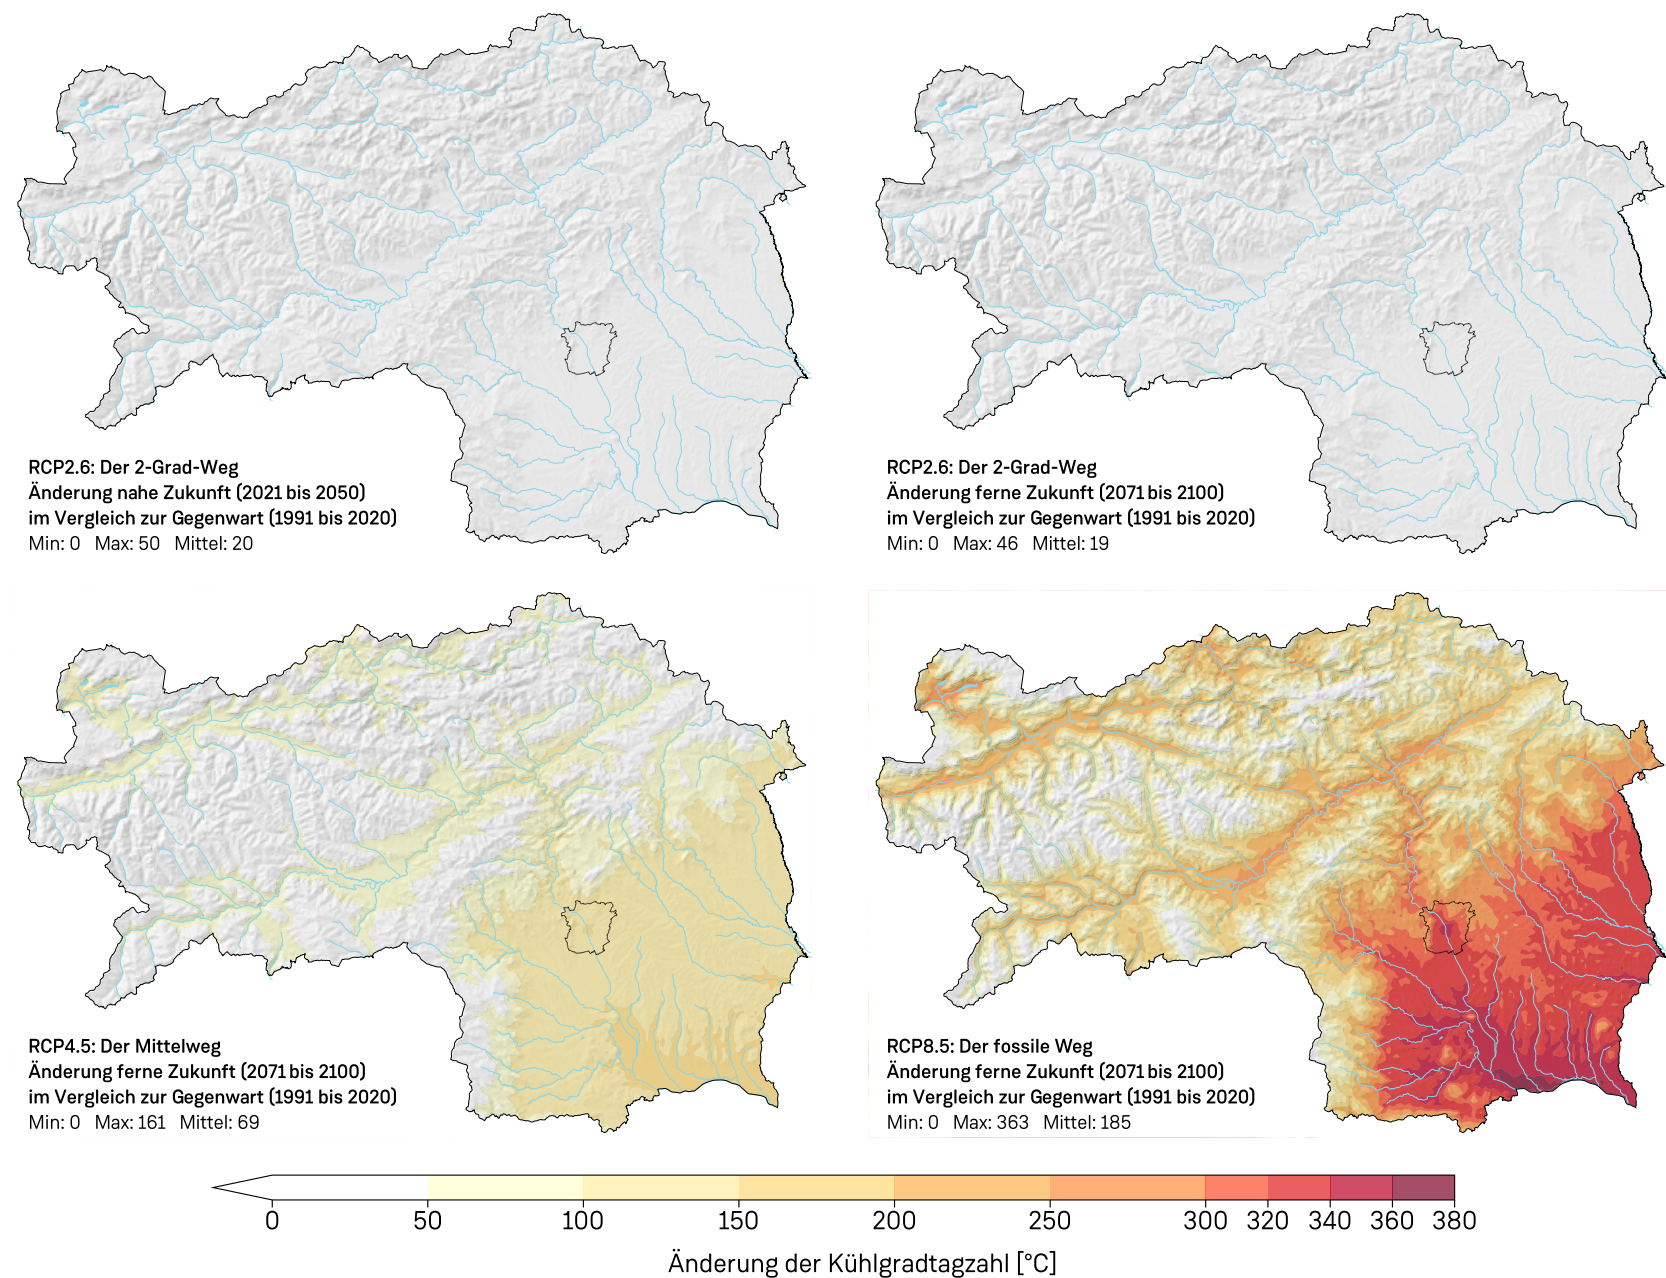 RCP2.6: Der 2-Grad-Weg
Änderung nahe Zukunft (2021 bis 2050)
im Vergleich zur Gegenwart (1991 bis 2020)
Min: 0 Max: 50 Mittel: 20
RCP2.6: Der 2-Grad-Weg
Änderung ferne Zukunft (2071 bis 2100)
im Vergleich zur Gegenwart (1991 bis 2020)
Min: 0 Max: 46 Mittel: 19
RCP4.5: Der Mittelweg
Änderung ferne Zukunft (2071 bis 2100)
im Vergleich zur Gegenwart (1991 bis 2020)
Min: 0 Max: 161 Mittel: 69
RCP8.5: Der fossile Weg
Änderung ferne Zukunft (2071 bis 2100)
im Vergleich zur Gegenwart (1991 bis 2020)
Min: 0 Max: 363 Mittel: 185
0 50 100 150 200 250 300 320 340 360 380
Änderung der Kühlgradtagzahl [°C]